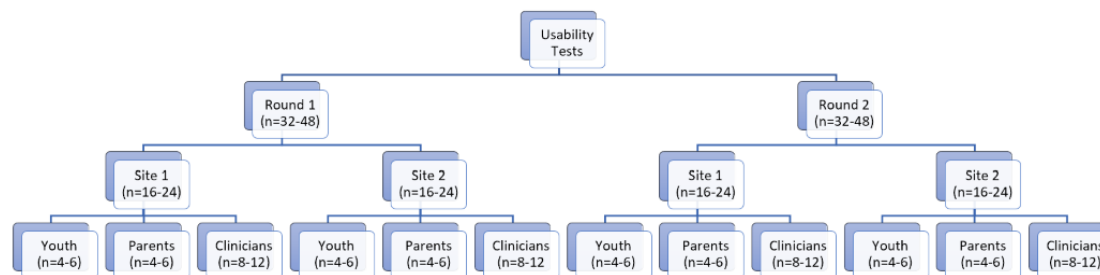 Usability
Tests
Round 1
(n=32-48)
Round 2
(n=32-48)
Site 1
(n=16-24)
Site 2
(n=16-24)
Site 1
(n=16-24)
Site 2
(n=16-24)
Youth
(n=4-6)
Parents
(n=4-6)
Clinicians
(n=8-12)
Youth
(n=4-6)
Parents
(n=4-6)
Clinicians
(n=8-12
Youth
(n=4-6)
Parents
(n=4-6)
Clinicians
(n=8-12)
Youth
(n=4-6)
Parents
(n=4-6)
Clinicians
(n=8-12)